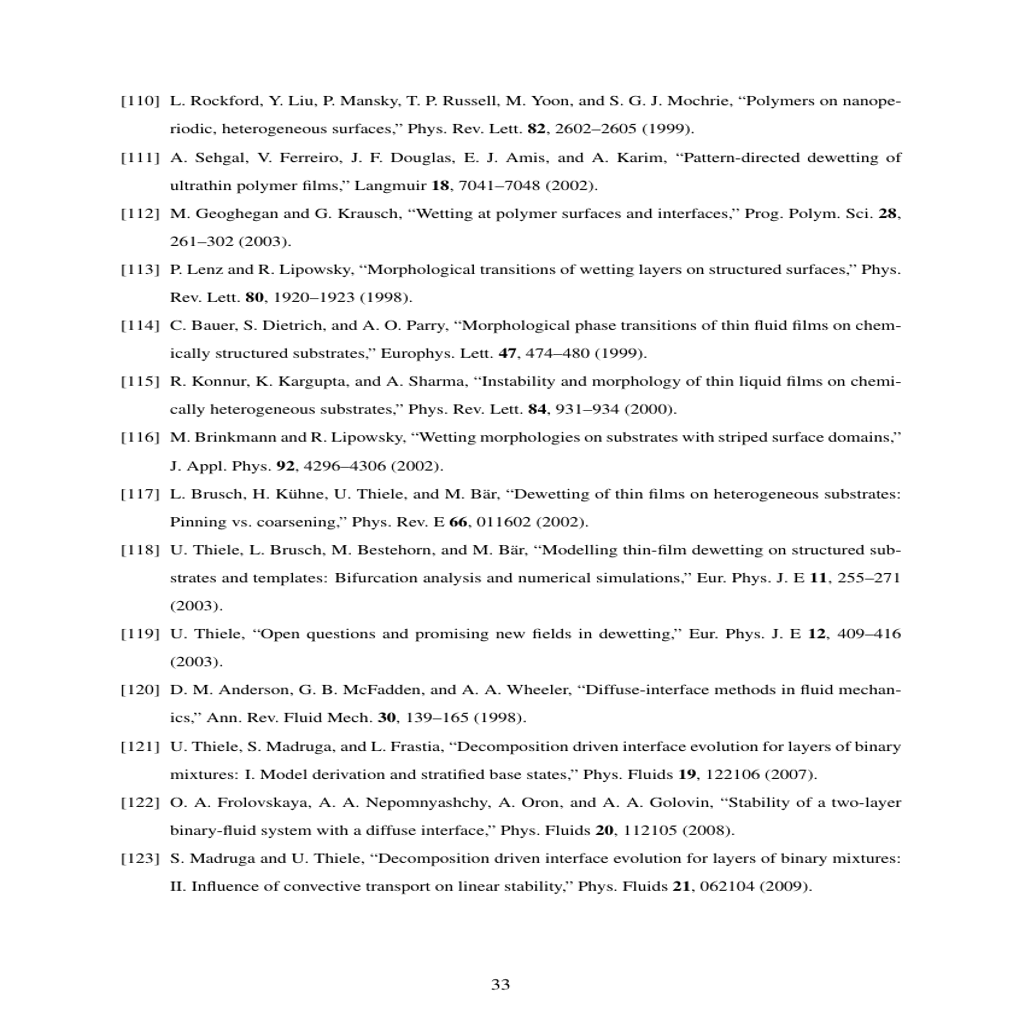 [110] L. Rockford, Y. Liu, P. Mansky, T. P. Russell, M. Yoon, and S. G. J. Mochrie, “Polymers on nanope-
riodic, heterogeneous surfaces,” Phys. Rev. Lett. 82, 2602–2605 (1999).
[111] A. Sehgal, V. Ferreiro, J. F. Douglas, E. J. Amis, and A. Karim, “Pattern-directed dewetting of
ultrathin polymer films,” Langmuir 18, 7041–7048 (2002).
[112] M. Geoghegan and G. Krausch, “Wetting at polymer surfaces and interfaces,” Prog. Polym. Sci. 28,
261–302 (2003).
[113] P. Lenz and R. Lipowsky, “Morphological transitions of wetting layers on structured surfaces,” Phys.
Rev. Lett. 80, 1920–1923 (1998).
[114] C. Bauer, S. Dietrich, and A. O. Parry, “Morphological phase transitions of thin fluid films on chem-
ically structured substrates,” Europhys. Lett. 47, 474–480 (1999).
[115] R. Konnur, K. Kargupta, and A. Sharma, “Instability and morphology of thin liquid films on chemi-
cally heterogeneous substrates,” Phys. Rev. Lett. 84, 931–934 (2000).
[116] M. Brinkmann and R. Lipowsky, “Wetting morphologies on substrates with striped surface domains,”
J. Appl. Phys. 92, 4296–4306 (2002).
[117] L. Brusch, H. Kühne, U. Thiele, and M. Bär, “Dewetting of thin films on heterogeneous substrates:
Pinning vs. coarsening,” Phys. Rev. E 66, 011602 (2002).
[118] U. Thiele, L. Brusch, M. Bestehorn, and M. Bär, “Modelling thin-film dewetting on structured sub-
strates and templates: Bifurcation analysis and numerical simulations,” Eur. Phys. J. E 11, 255–271
(2003).
[119] U. Thiele, “Open questions and promising new fields in dewetting,” Eur. Phys. J. E 12, 409–416
(2003).
[120] D. M. Anderson, G. B. McFadden, and A. A. Wheeler, “Diffuse-interface methods in fluid mechan-
ics,” Ann. Rev. Fluid Mech. 30, 139–165 (1998).
[121] U. Thiele, S. Madruga, and L. Frastia, “Decomposition driven interface evolution for layers of binary
mixtures: I. Model derivation and stratified base states,” Phys. Fluids 19, 122106 (2007).
[122] O. A. Frolovskaya, A. A. Nepomnyashchy, A. Oron, and A. A. Golovin, “Stability of a two-layer
binary-fluid system with a diffuse interface,” Phys. Fluids 20, 112105 (2008).
[123] S. Madruga and U. Thiele, “Decomposition driven interface evolution for layers of binary mixtures:
II. Influence of convective transport on linear stability,” Phys. Fluids 21, 062104 (2009).
33